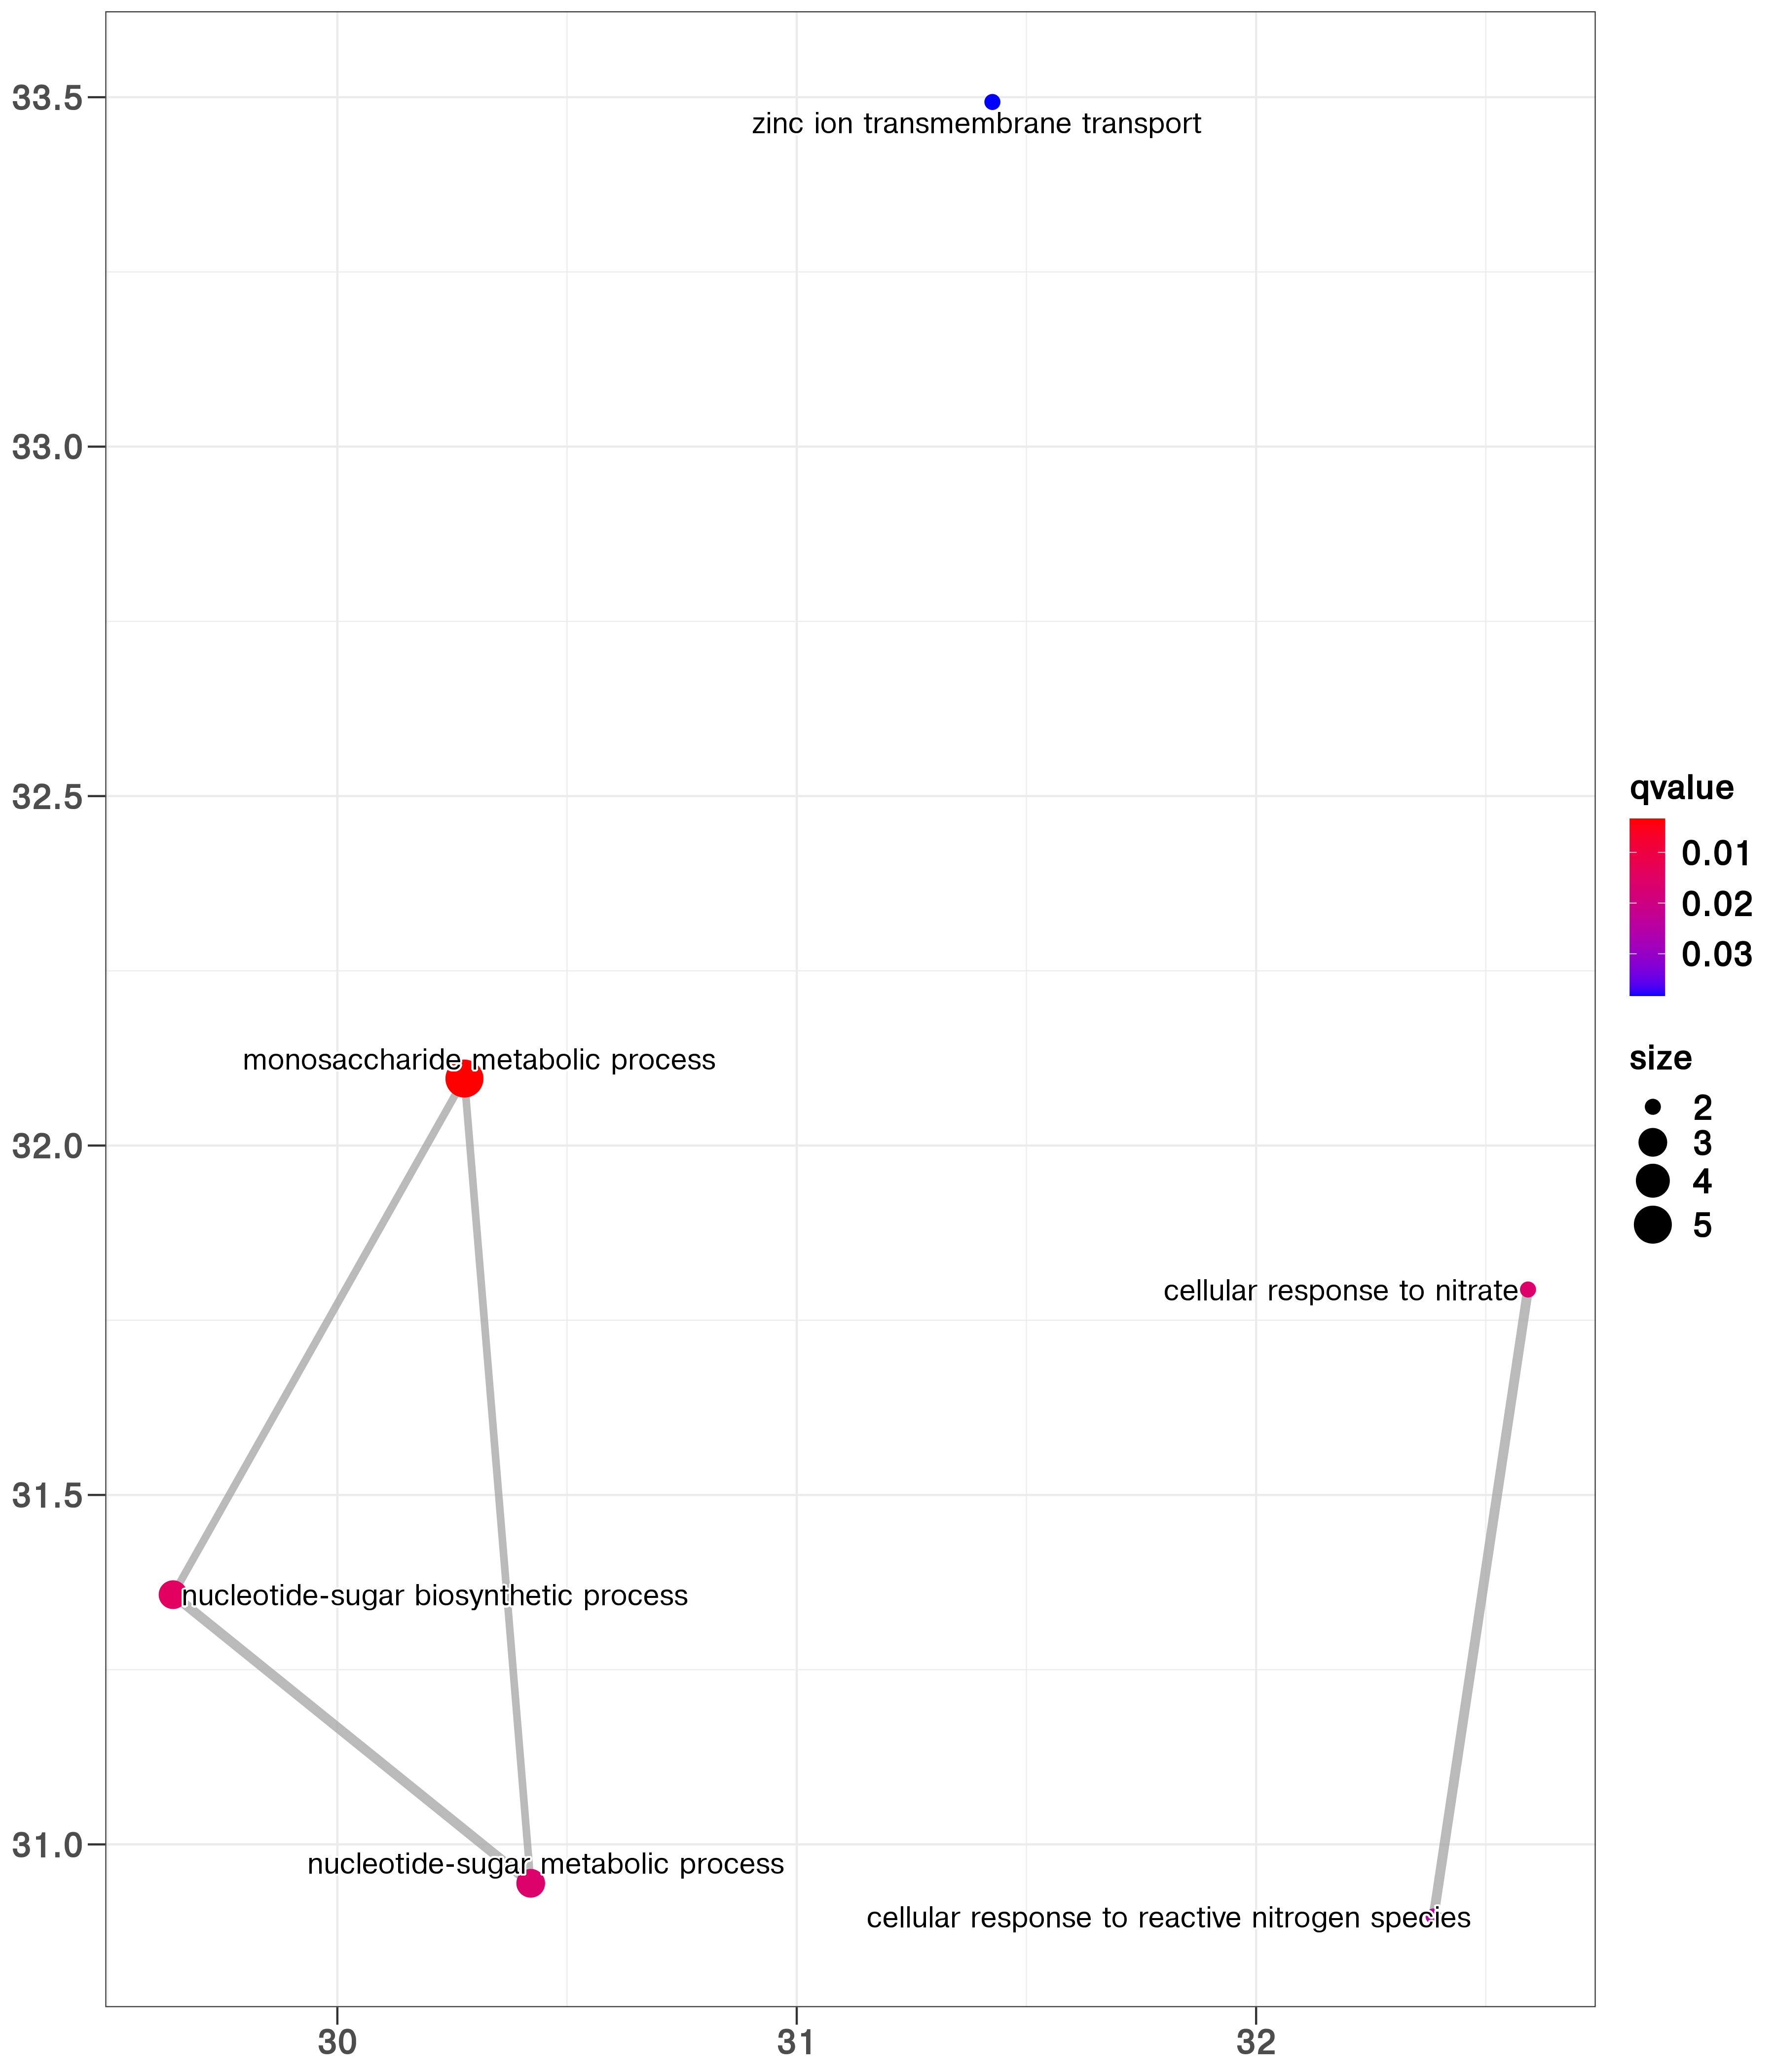 33.5
33.0
32.5
32.0
31.5
31.0
30
31
32
zinc ion transmembrane transport
monosaccharide metabolic process
cellular response to nitrate
nucleotide-sugar biosynthetic process
nucleotide-sugar metabolic process
cellular response to reactive nitrogen species
qvalue
0.01
0.02
0.03
size
2
3
4
5